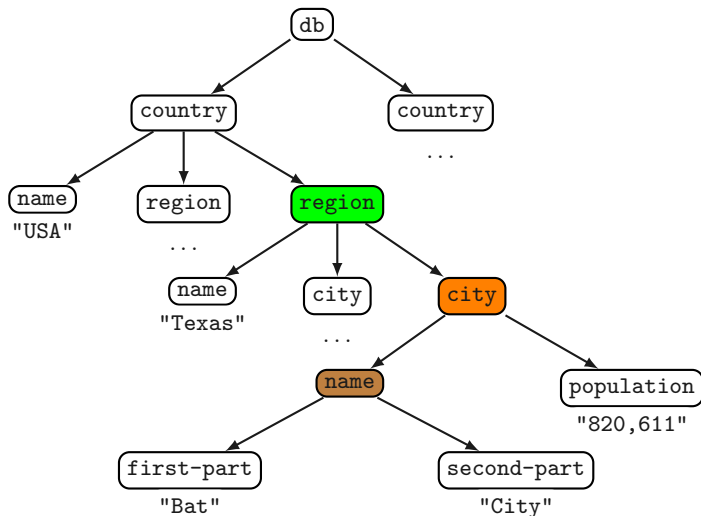 db
country country
...
name region region
"USA" ...
name city city
"Texas" ...
name population
"820,611"
first-part second-part
"Bat" "City"